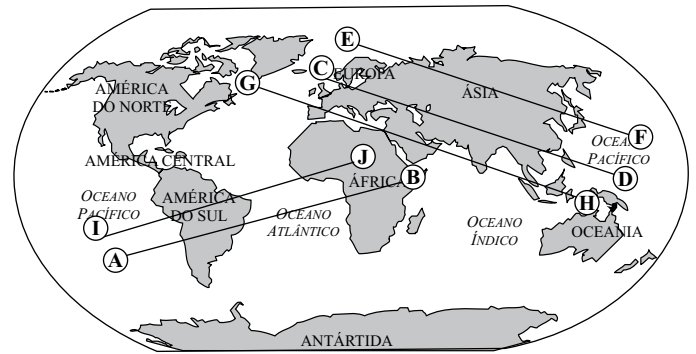 E
C
EUROPA
G
AMÉRICA
DO NORTE
ÁSIA
F
OCEANO
PACÍFICO
J
AMÉRICA CENTRAL
B
D
ÁFRICA
OCEANO
PACÍFICO
AMÉRICA
DO SUL
H
OCEANO
ATLÂNTICO
OCEANO
ÍNDICO
I
OCEANIA
A
ANTÁRTIDA